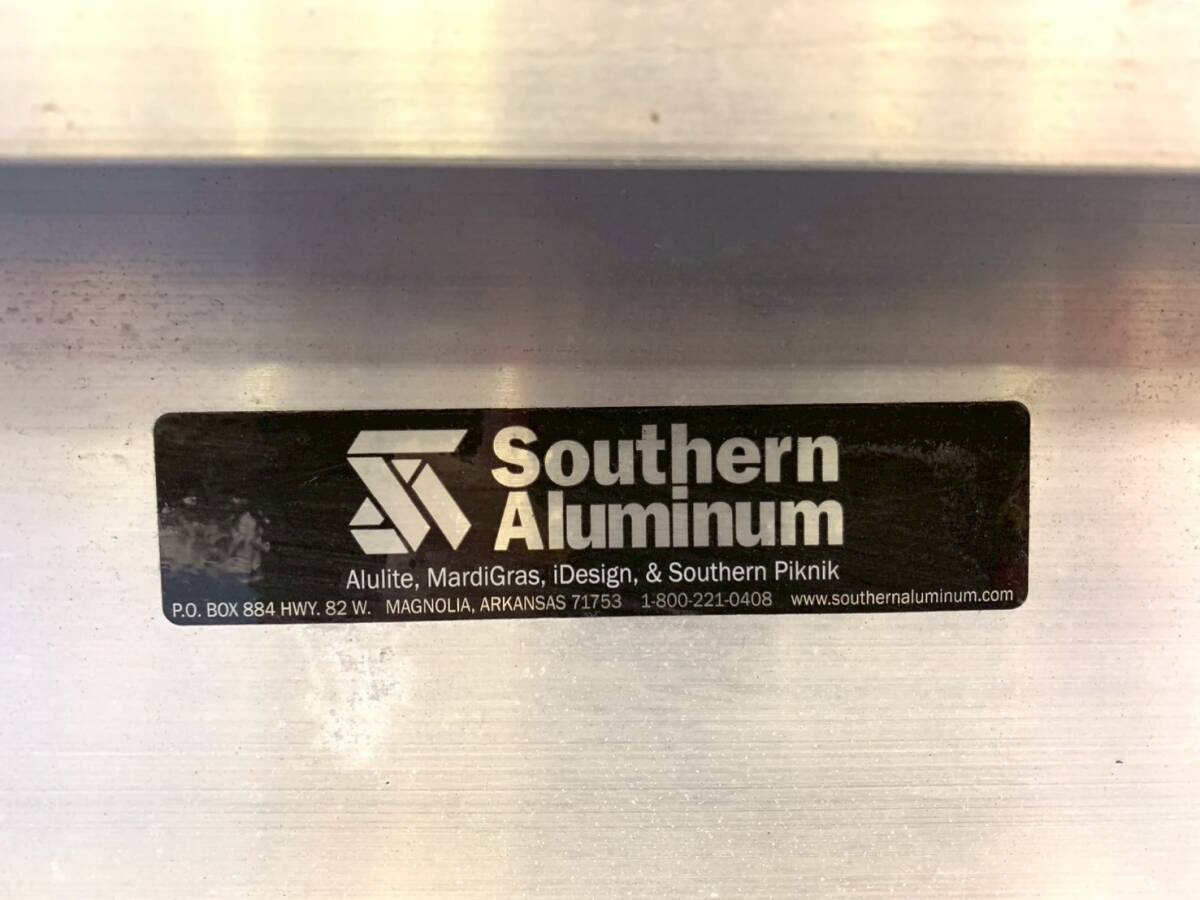 Southern
Aluminum
Alulite, MardiGras, iDesign, & Southern Piknik
P.O. BOX 884 HWY. 82 W. MAGNOLIA, ARKANSAS 71753 1-800-221-0408 www.southernaluminum.com